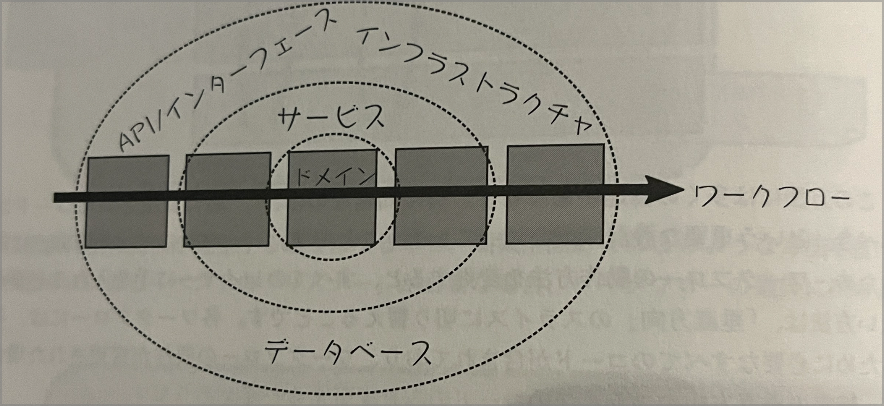 API/インターフェース
インフラストラクチャ
サービス
ドメイン
ワークフロー
データベース